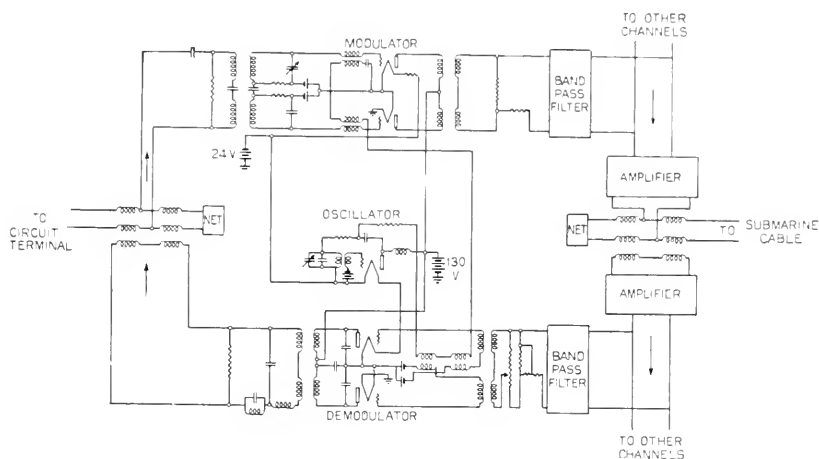 TO OTHER
CHANNELS
MODULATOR
BAND
PASS
FILTER
24 V
AMPLIFIER
TO
CIRCUIT
TERMINAL
NET
OSCILLATOR
NET
TO
SUBMARINE
CABLE
130
V
AMPLIFIER
BAND
PASS
FILTER
DEMODULATOR
TO OTHER
CHANNELS